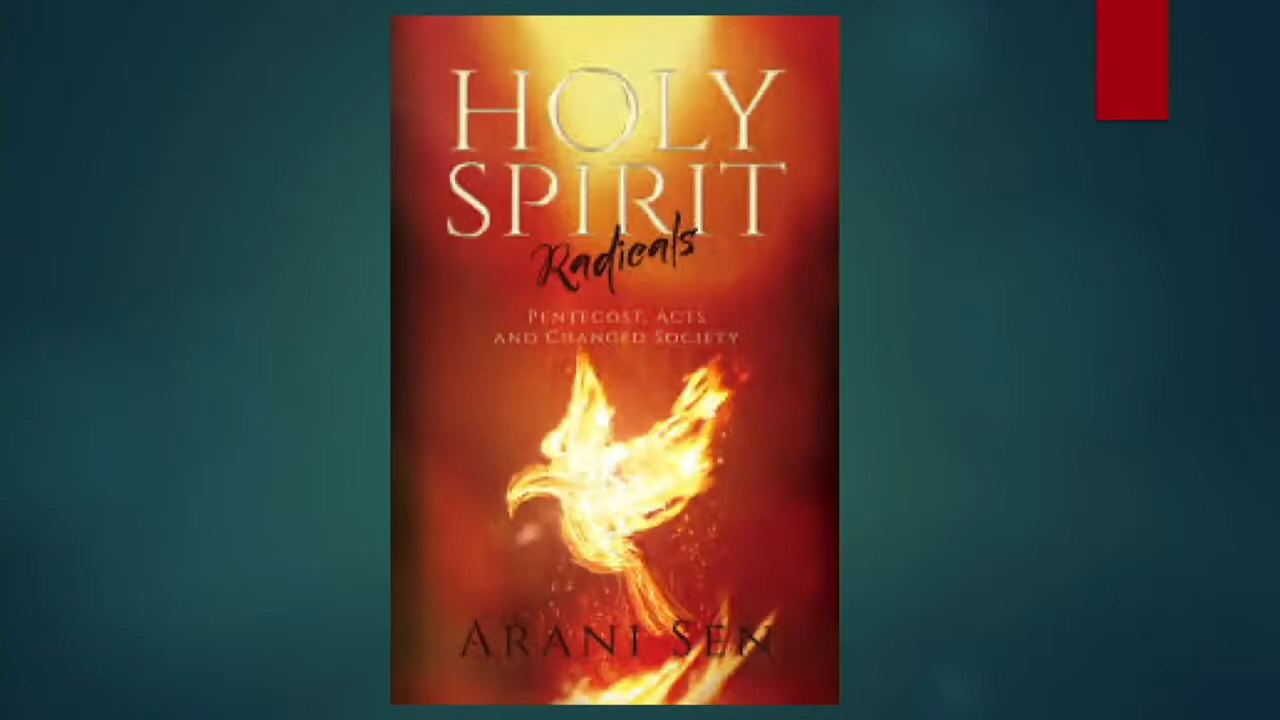 HOLY
SPIRIT
Radicals
PENTECOST, ACTS
AND CHANGED SOCIETY
ARANI SEN